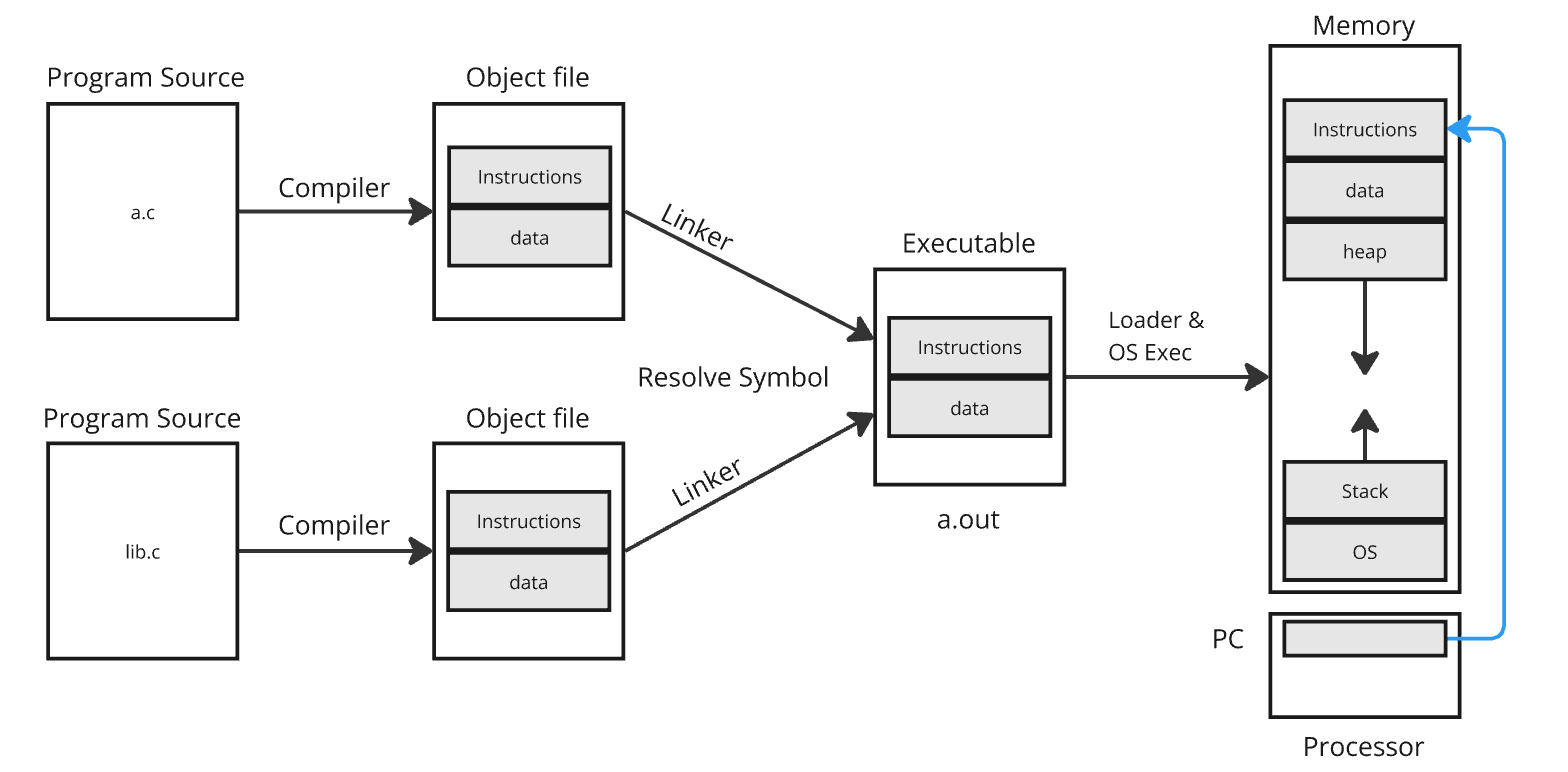 Program Source
a.c
Compiler
Object file
Instructions
data
Linker
Program Source
lib.c
Compiler
Object file
Instructions
data
Linker
Resolve Symbol
Executable
Instructions
data
a.out
Loader &
OS Exec
Memory
Instructions
data
heap
Stack
OS
PC
Processor